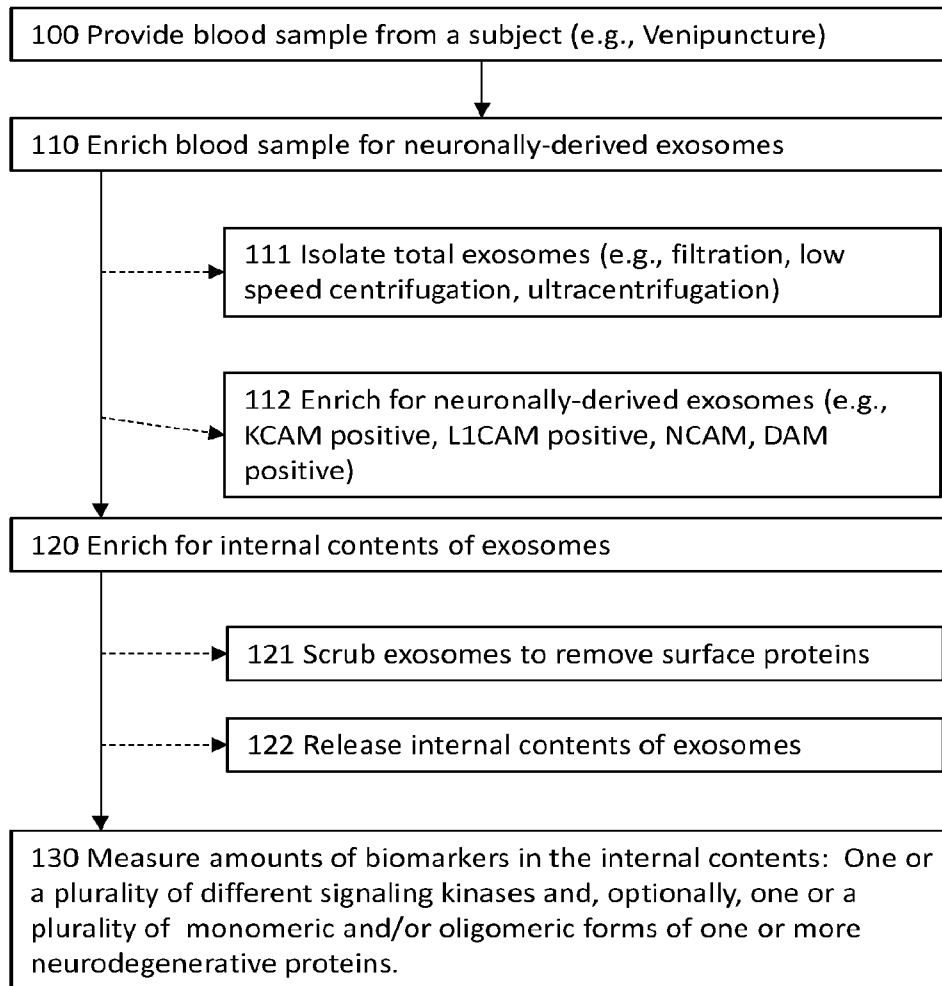 100 Provide blood sample from a subject (e.g., Venipuncture)
110 Enrich blood sample for neuronally-derived exosomes
111 Isolate total exosomes (e.g., filtration, low
speed centrifugation, ultracentrifugation)
112 Enrich for neuronally-derived exosomes (e.g.,
KCAM positive, L1CAM positive, NCAM, DAM
positive)
120 Enrich for internal contents of exosomes
121 Scrub exosomes to remove surface proteins
122 Release internal contents of exosomes
130 Measure amounts of biomarkers in the internal contents:  One or
a plurality of different signaling kinases and, optionally, one or a
plurality of  monomeric and/or oligomeric forms of one or more
neurodegenerative proteins.